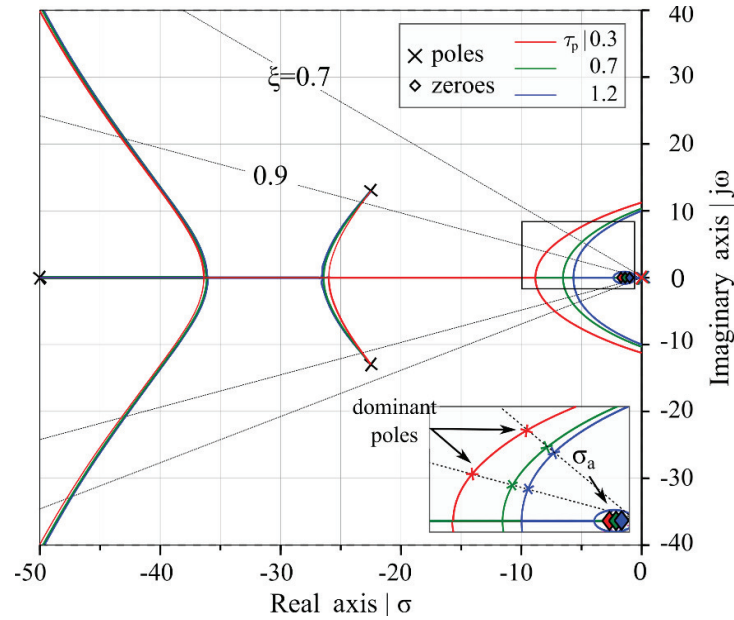 40
30
20
10
0
-10
-20
-30
-40
Imaginary axis | jω
-50
-40
-30
-20
-10
0
Real axis | σ
ξ=0.7
0.9
poles
zeroes
τp | 0.3
0.7
1.2
dominant
poles
σa